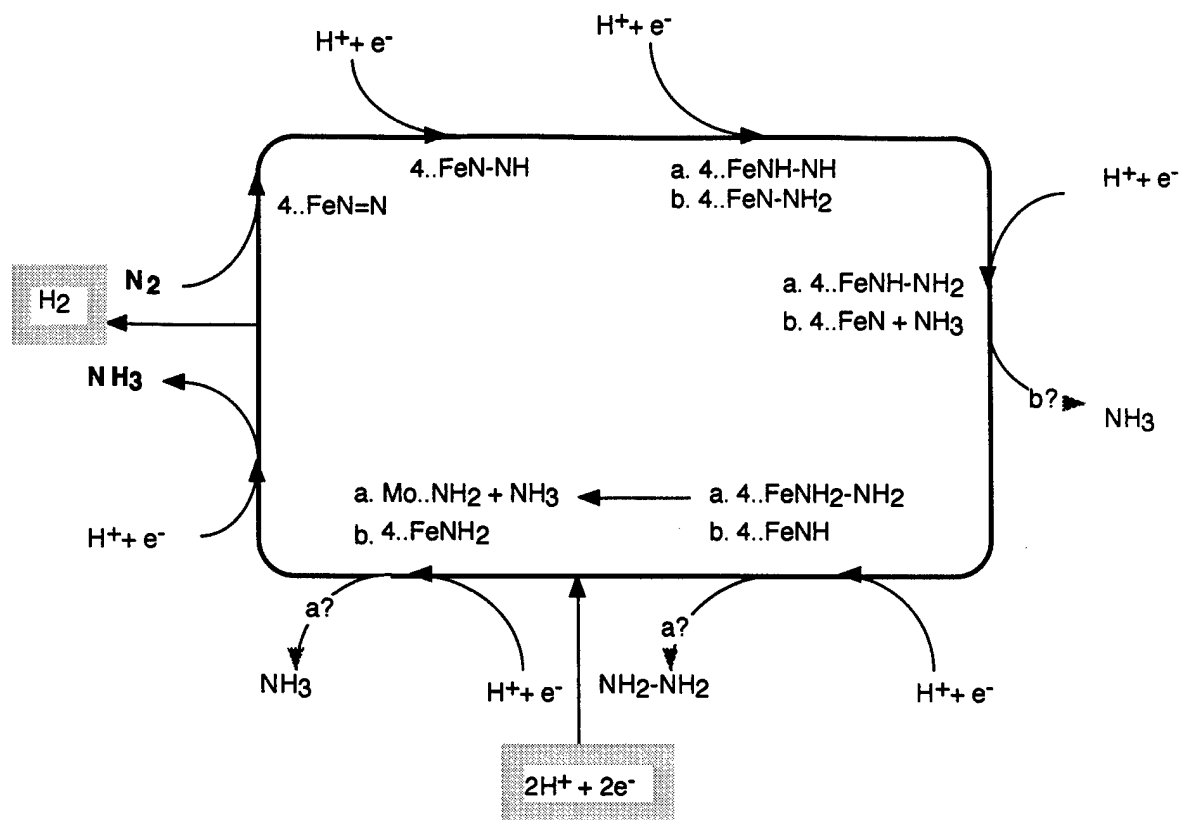 H+ + e-
H+ + e-
4..FeN-NH
a. 4..FeNH-NH
b. 4..FeN-NH2
H+ + e-
4..FeN=N
N2
H2
a. 4..FeNH-NH2
b. 4..FeN + NH3
NH3
b?
NH3
a. Mo..NH2 + NH3
a. 4..FeNH2-NH2
b. 4..FeNH2
b. 4..FeNH
H+ + e-
a?
a?
NH3
H+ + e-
NH2-NH2
H+ + e-
2H+ + 2e-